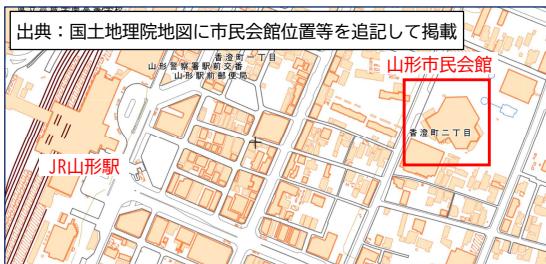 出典：国土地理院地図に市民会館位置等を追記して掲載
香澄町一丁目
山形警察署駅前交番
山形駅前郵便局
山形市民会館
香澄町二丁目
JR山形駅